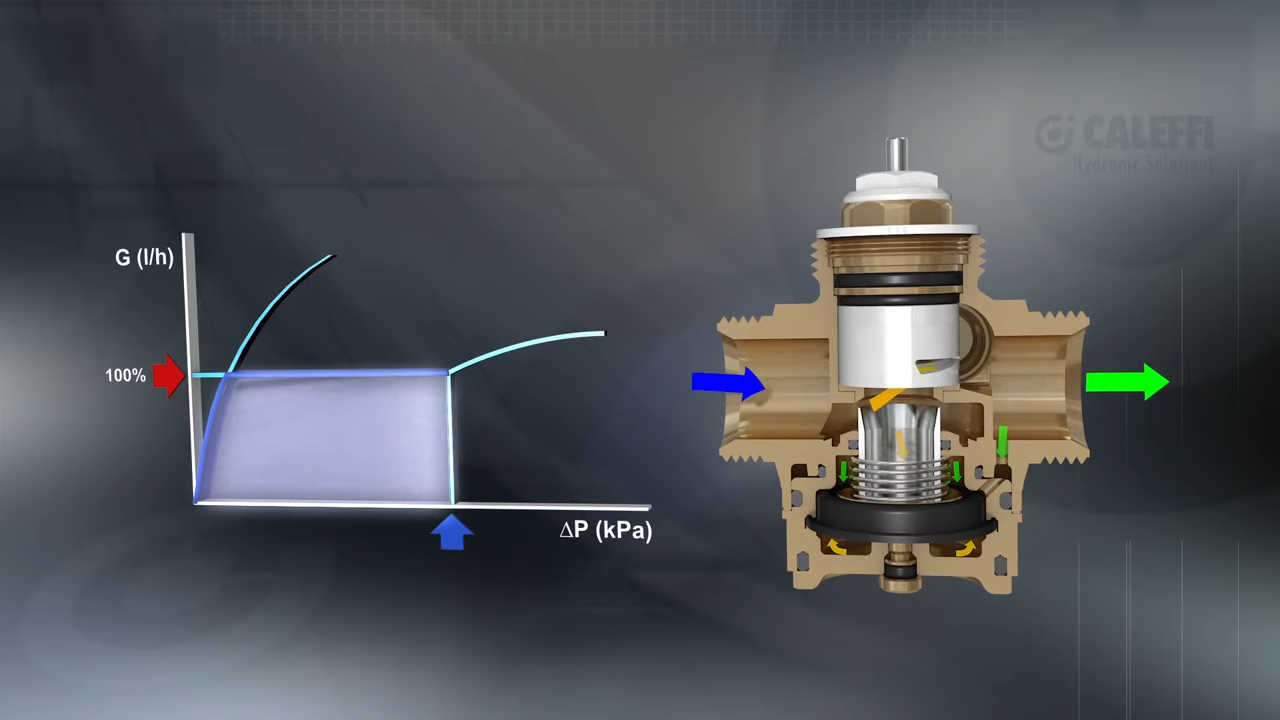 CALEFFI
Hydronic Solutions
G (l/h)
100%
ΔP (kPa)